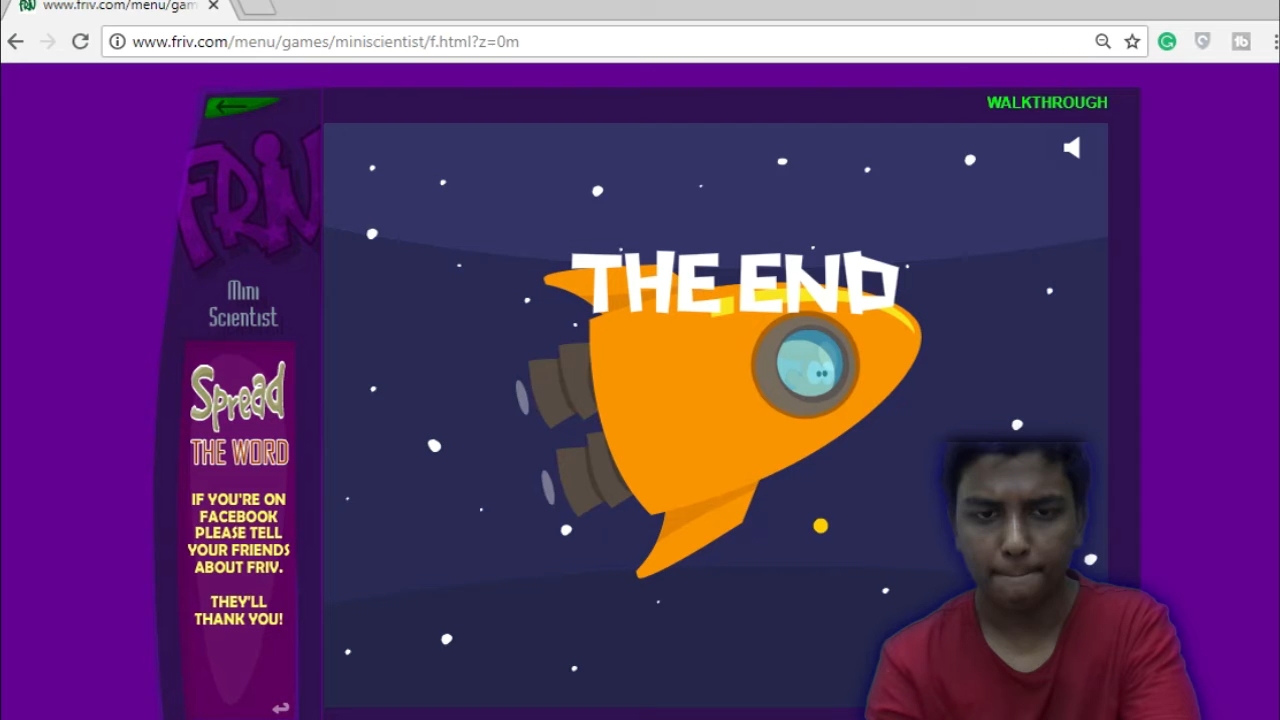 www.friv.com/menu/gam
www.friv.com/menu/games/miniscientist/f.html?z=0m
WALKTHROUGH
FRIV
Mini
Scientist
THE END
Spread
THE WORD
IF YOU'RE ON
FACEBOOK
PLEASE TELL
YOUR FRIENDS
ABOUT FRIV.
THEY'LL
THANK YOU!